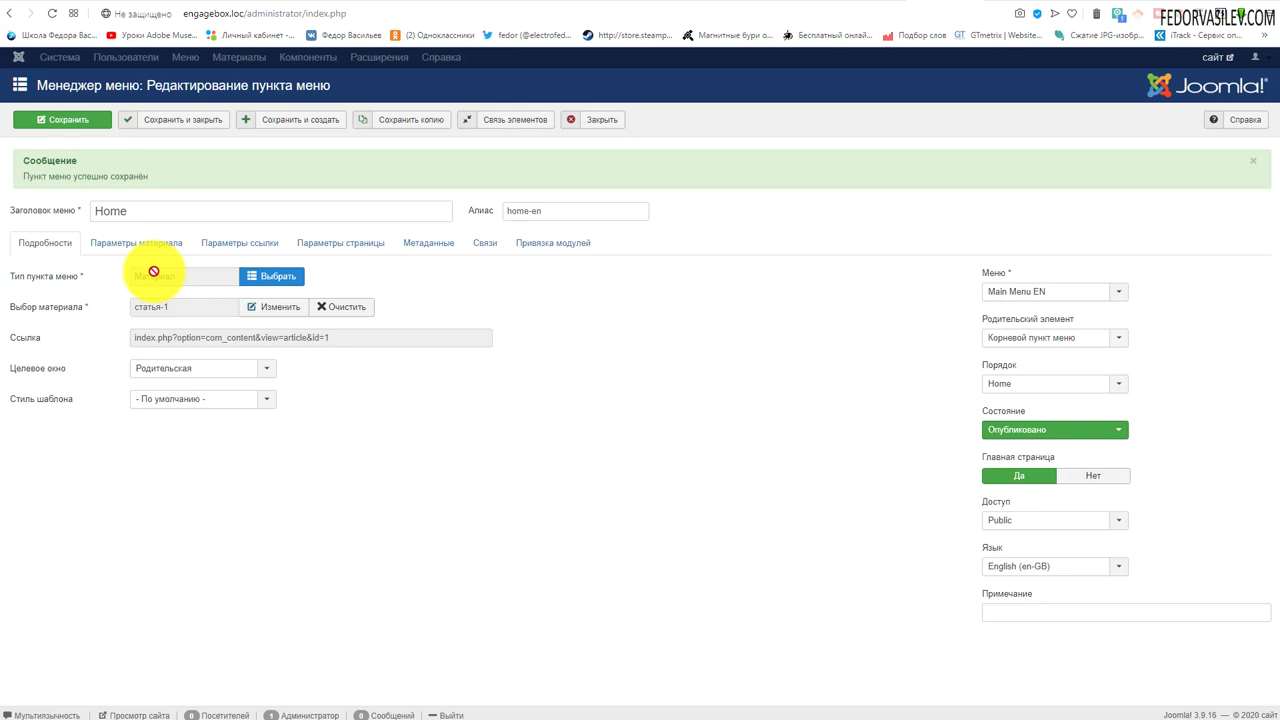 Не защищено engagebox.loc/administrator/index.php
FEDORVASILEV.COM
Школа Федора Вас... Уроки Adobe Muse... Личный кабинет -... Федор Васильев (2) Одноклассники fedor (@electrofed... http://store.steamp... Магнитные бури о... Бесплатный онлай... Подбор слов GTmetrix | Website... Сжатие JPG-изобр... iTrack - Сервис оп...
Система Пользователи Меню Материалы Компоненты Расширения Справка сайт
Менеджер меню: Редактирование пункта меню Joomla!
Сохранить Сохранить и закрыть Сохранить и создать Сохранить копию Связь элементов Закрыть Справка
Сообщение
Пункт меню успешно сохранён
Заголовок меню * Home Алиас home-en
Подробности Параметры материала Параметры ссылки Параметры страницы Метаданные Связи Привязка модулей
Тип пункта меню * Материал Выбрать
Выбор материала * статья-1 Изменить Очистить
Ссылка index.php?option=com_content&view=article&id=1
Целевое окно Родительская
Стиль шаблона - По умолчанию -
Меню *
Main Menu EN
Родительский элемент
Корневой пункт меню
Порядок
Home
Состояние
Опубликовано
Главная страница
Да Нет
Доступ
Public
Язык
English (en-GB)
Примечание
Мультиязычность Просмотр сайта 0 Посетителей 1 Администратор 0 Сообщений Выйти Joomla! 3.9.16 — © 2020 сайт